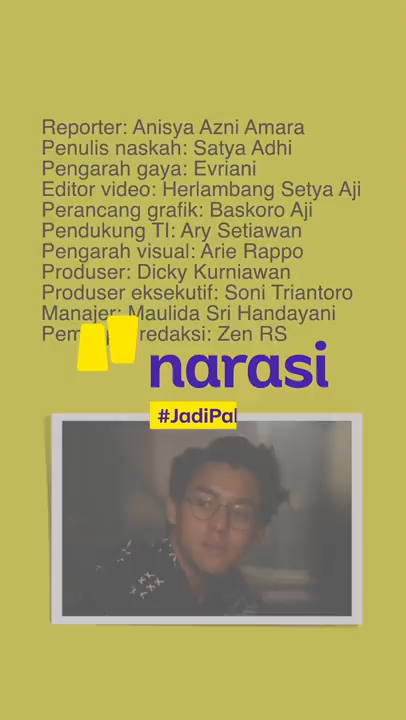 Reporter: Anisya Azni Amara
Penulis naskah: Satya Adhi
Pengarah gaya: Evriani
Editor video: Herlambang Setya Aji
Perancang grafik: Baskoro Aji
Pendukung TI: Ary Setiawan
Pengarah visual: Arie Rappo
Produser: Dicky Kurniawan
Produser eksekutif: Soni Triantoro
Manajer: Maulida Sri Handayani
redaksi: Zen RS
narasi
#JadiPa